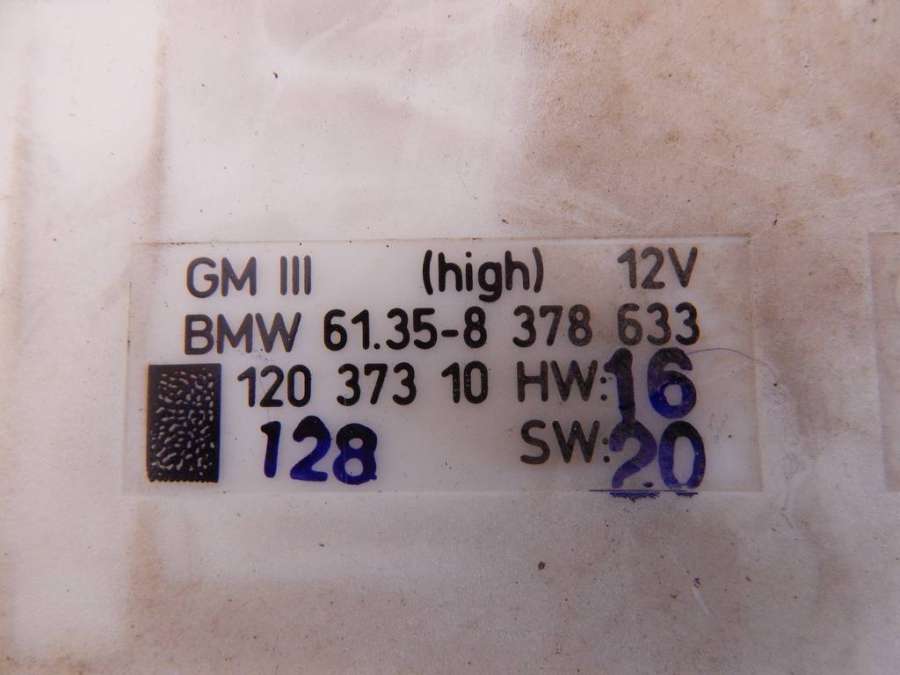 GM III (high) 12V
BMW 61.35-8 378 633
120 373 10 HW:16
128 SW:20